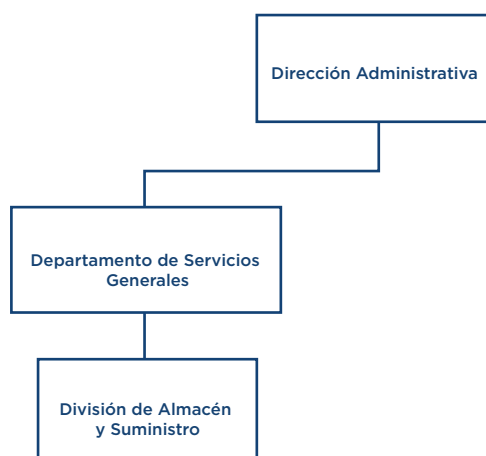 Dirección Administrativa
Departamento de Servicios
Generales
División de Almacén
y Suministro